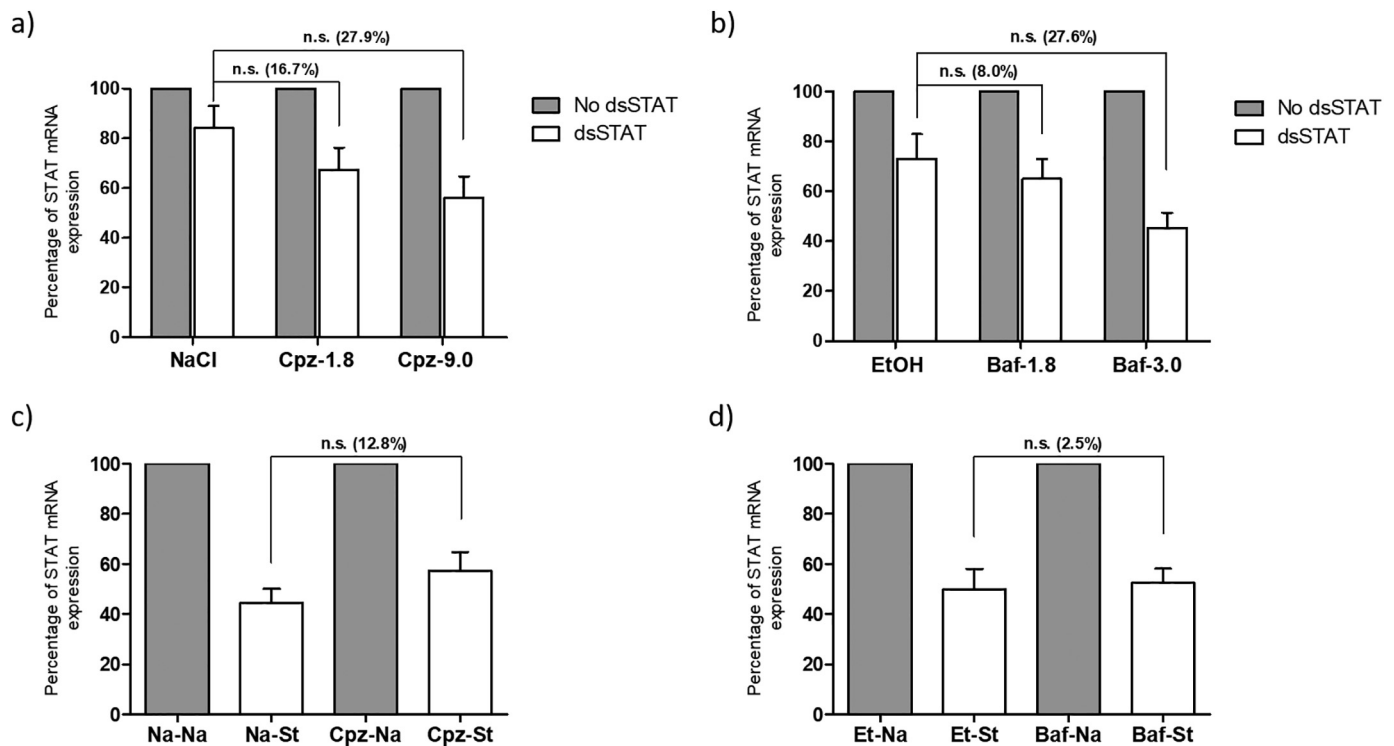 a)
n.s. (27.9%)
n.s. (16.7%)
Percentage of STAT mRNA
expression
100
80
60
40
20
0
NaCl
Cpz-1.8
Cpz-9.0
No dsSTAT
dsSTAT
b)
n.s. (27.6%)
n.s. (8.0%)
Percentage of STAT mRNA
expression
100
80
60
40
20
0
EtOH
Baf-1.8
Baf-3.0
No dsSTAT
dsSTAT
c)
n.s. (12.8%)
Percentage of STAT mRNA
expression
100
80
60
40
20
0
Na-Na
Na-St
Cpz-Na
Cpz-St
d)
n.s. (2.5%)
Percentage of STAT mRNA
expression
100
80
60
40
20
0
Et-Na
Et-St
Baf-Na
Baf-St